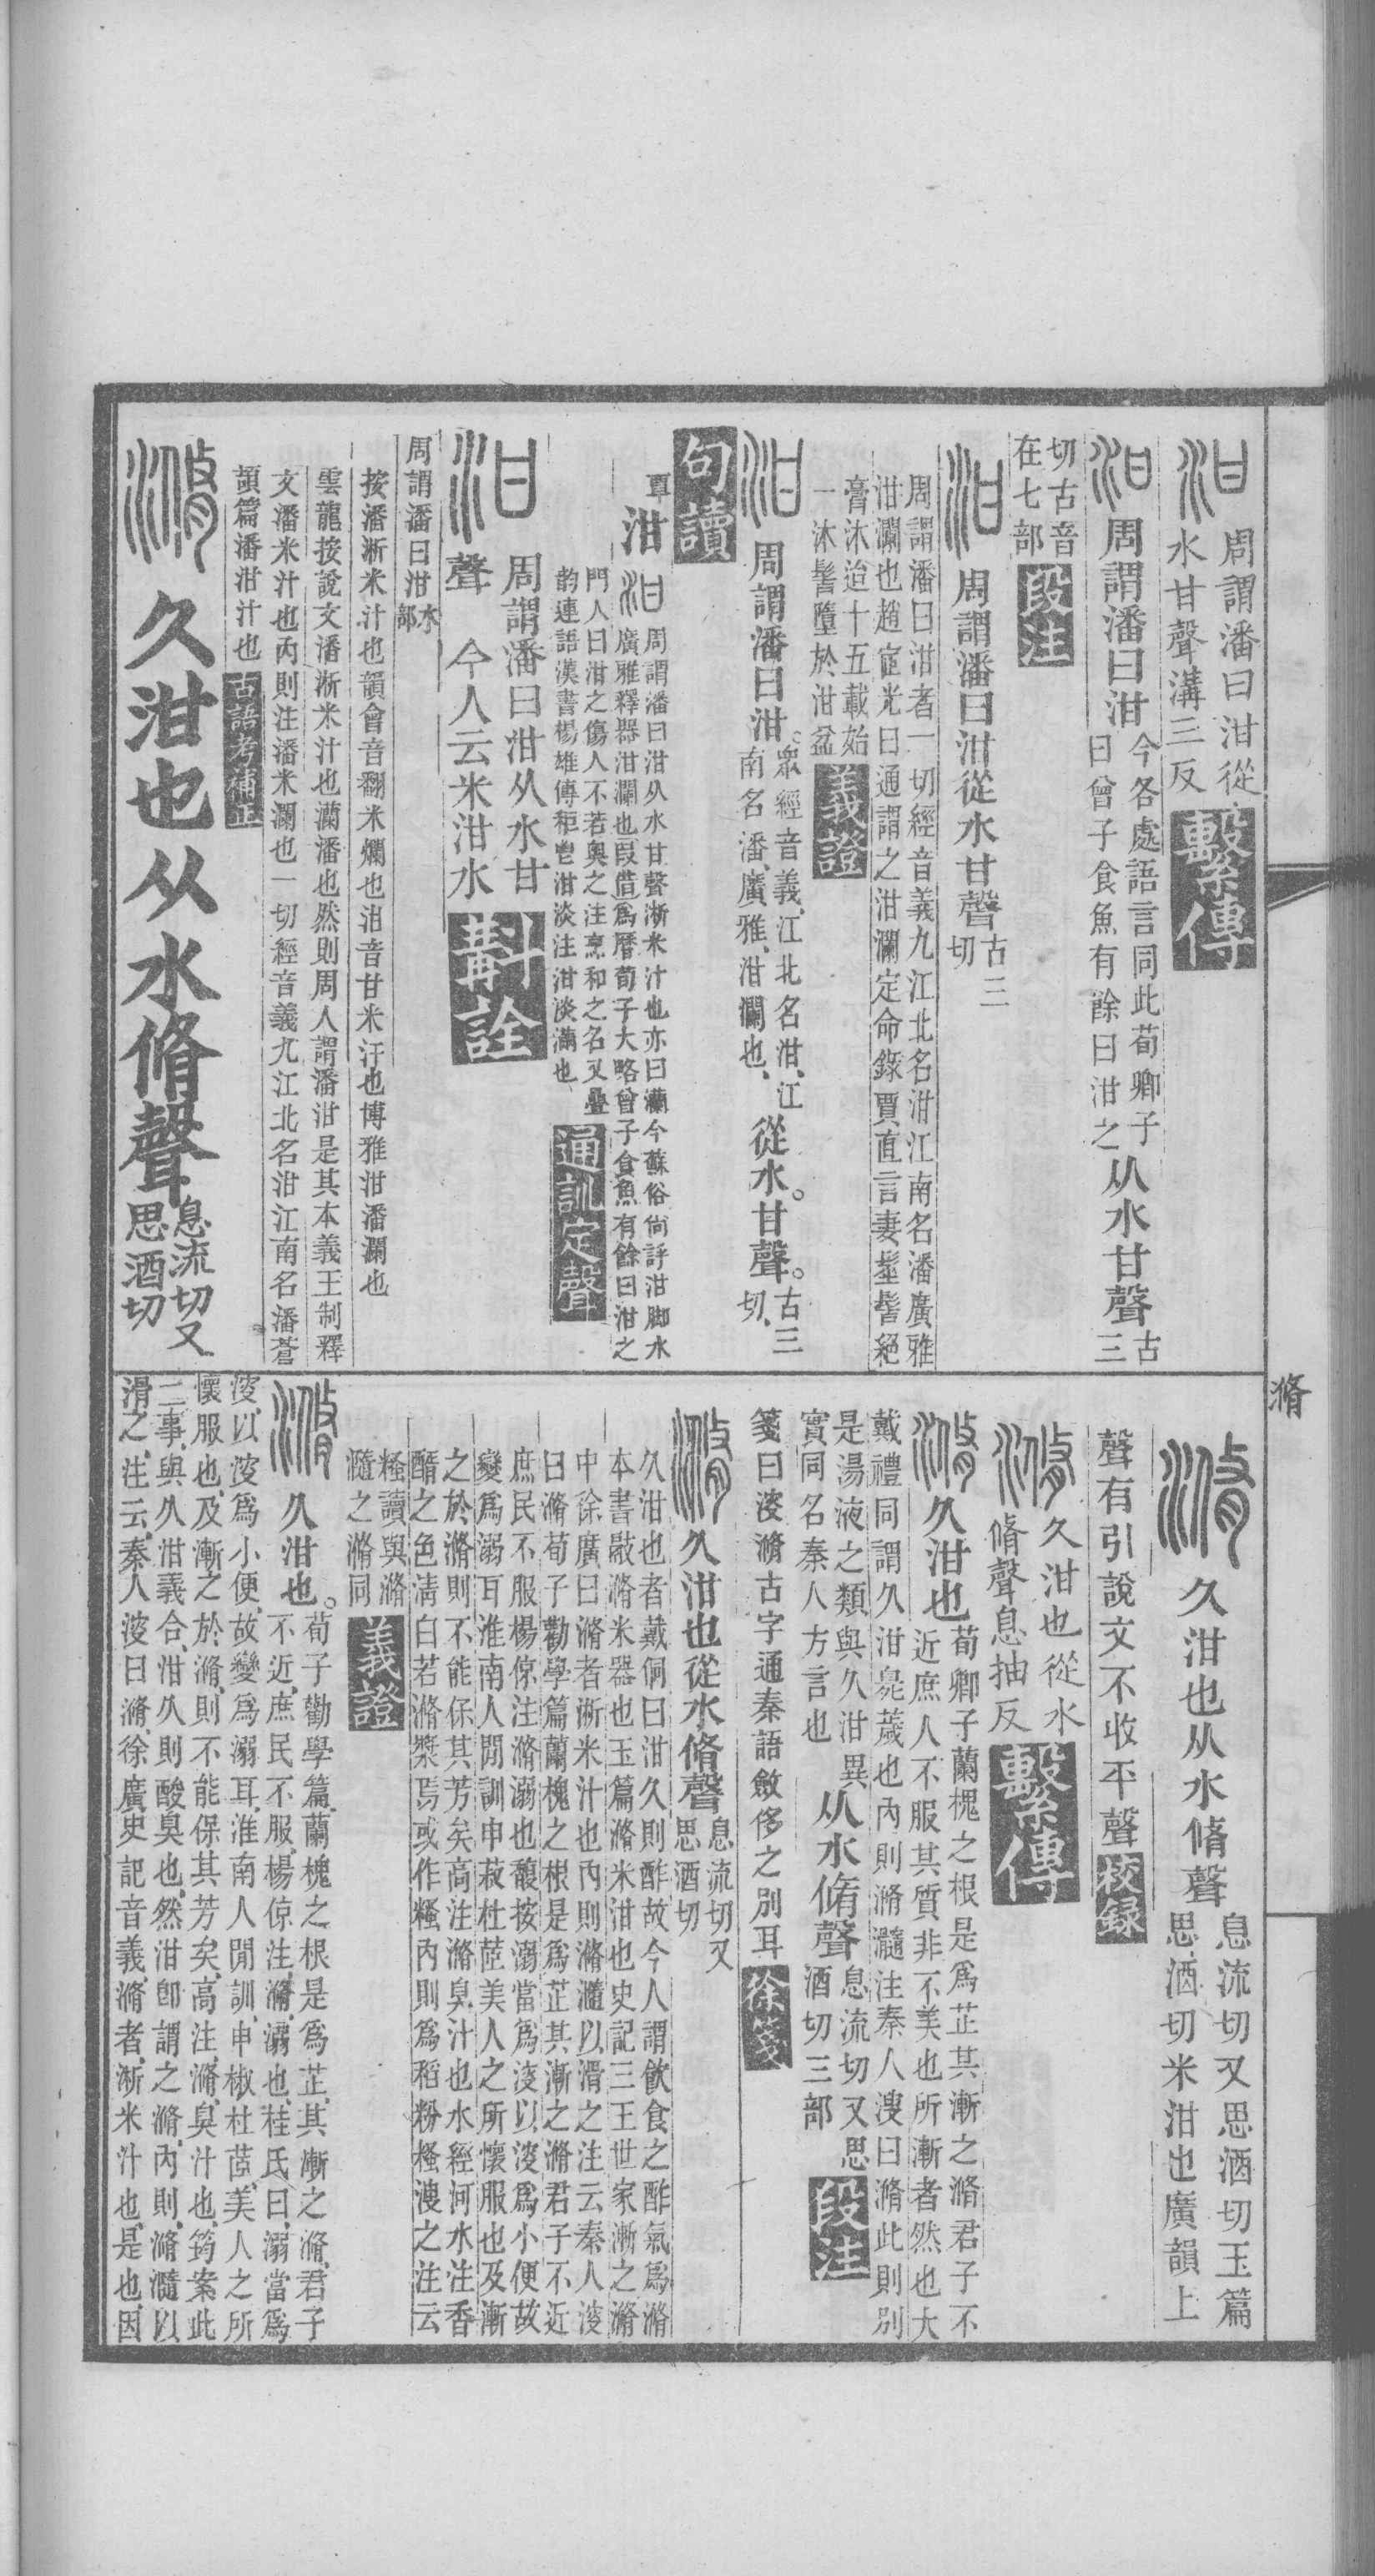 周謂潘曰泔從
水甘聲溝三反
繫傳
周謂潘曰泔
今各處語言同此荀卿子
曰曾子食魚有餘曰泔之
从水甘聲
古三
切古音
在七部
段注
周謂潘曰泔從水甘聲
古三
切
周謂潘曰泔者一切經音義九江北名泔江南名潘廣雅
泔瀾也趙宧光曰通謂之泔瀾定命錄賈直言妻髽髻絕
膏沐迨十五載始
一沐髻墮於泔盆
義證
周謂潘曰泔。
眾經音義、江北名泔、江
南名潘、廣雅、泔瀾也、
從水。甘聲。
古三
切、
句讀
泔
周謂潘曰泔从水甘聲淅米汁也亦曰灡今蘇俗尙評泔脚水
廣雅釋器泔瀾也叚借爲厝荀子大略曾子食魚有餘曰泔之
門人曰泔之傷人不若奧之注烹和之名又疊
韵連語漢書楊雄傳秬鬯泔淡注泔淡滿也
通訓定聲
周謂潘曰泔从水甘
聲 今人云米泔水
斠詮
周謂潘曰泔
水部
按潘淅米汁也韻會音翻米爛也泔音甘米汙也博雅泔潘瀾也
雲龍按說文潘淅米汁也灡潘也然則周人謂潘泔是其本義王制釋
文潘米汁也內則注潘米瀾也一切經音義九江北名泔江南名潘蒼
頡篇潘泔汁也
古語考補正
久泔也从水脩聲
息流切又
思酒切
滫
久泔也从水脩聲
息流切又思酒切玉篇
思酒切米泔也廣韻上
聲有引說文不收平聲
校録
久泔也從水
脩聲息抽反
繫傳
久泔也
荀卿子蘭槐之根是爲芷其漸之滫君子不
近庶人不服其質非不美也所漸者然也大
戴禮同謂久泔臭薉也內則滫瀡注秦人溲曰滫此則別
是湯液之類與久泔異
實同名秦人方言也
从水脩聲
息流切又思
酒切三部
段注
箋曰滫古字通秦語斂侈之別耳
徐箋
久泔也從水脩聲
息流切又
思酒切
久泔也者戴侗曰泔久則酢故今人謂飲食之酢氣爲滫
本書䉛滫米器也玉篇滫米泔也史記三王世家漸之滫
中徐廣曰滫者淅米汁也內則滫瀡以滑之注云秦人溲
曰滫荀子勸學篇蘭槐之根是爲芷其漸之滫君子不近
庶民不服楊倞注滫溺也馥按溺當爲溲以溲爲小便故
變爲溺耳淮南人閒訓申菽杜茝美人之所懷服也及漸
之於滫則不能保其芳矣高注滫臭汁也水經河水注香
醑之色淸白若滫漿焉或作糔內則爲稻粉糔溲之注云
糔讀與滫
瀡之滫同
義證
久泔也。
荀子勸學篇、蘭槐之根是爲芷、其漸之滫、君子
不近、庶民不服、楊倞注、滫、溺也、桂氏曰、溺當爲
溲、以溲爲小便、故變爲溺耳、淮南人閒訓、申椒杜茝、美人之所
懷服也、及漸之於滫、則不能保其芳矣、高注、滫、臭汁也、筠案此
二事、與久泔義合、泔久則酸臭也、然泔卽謂之滫、內則、滫瀡以
滑之、注云、秦人溲曰滫、徐廣史記音義、滫者、淅米汁也、是也、因